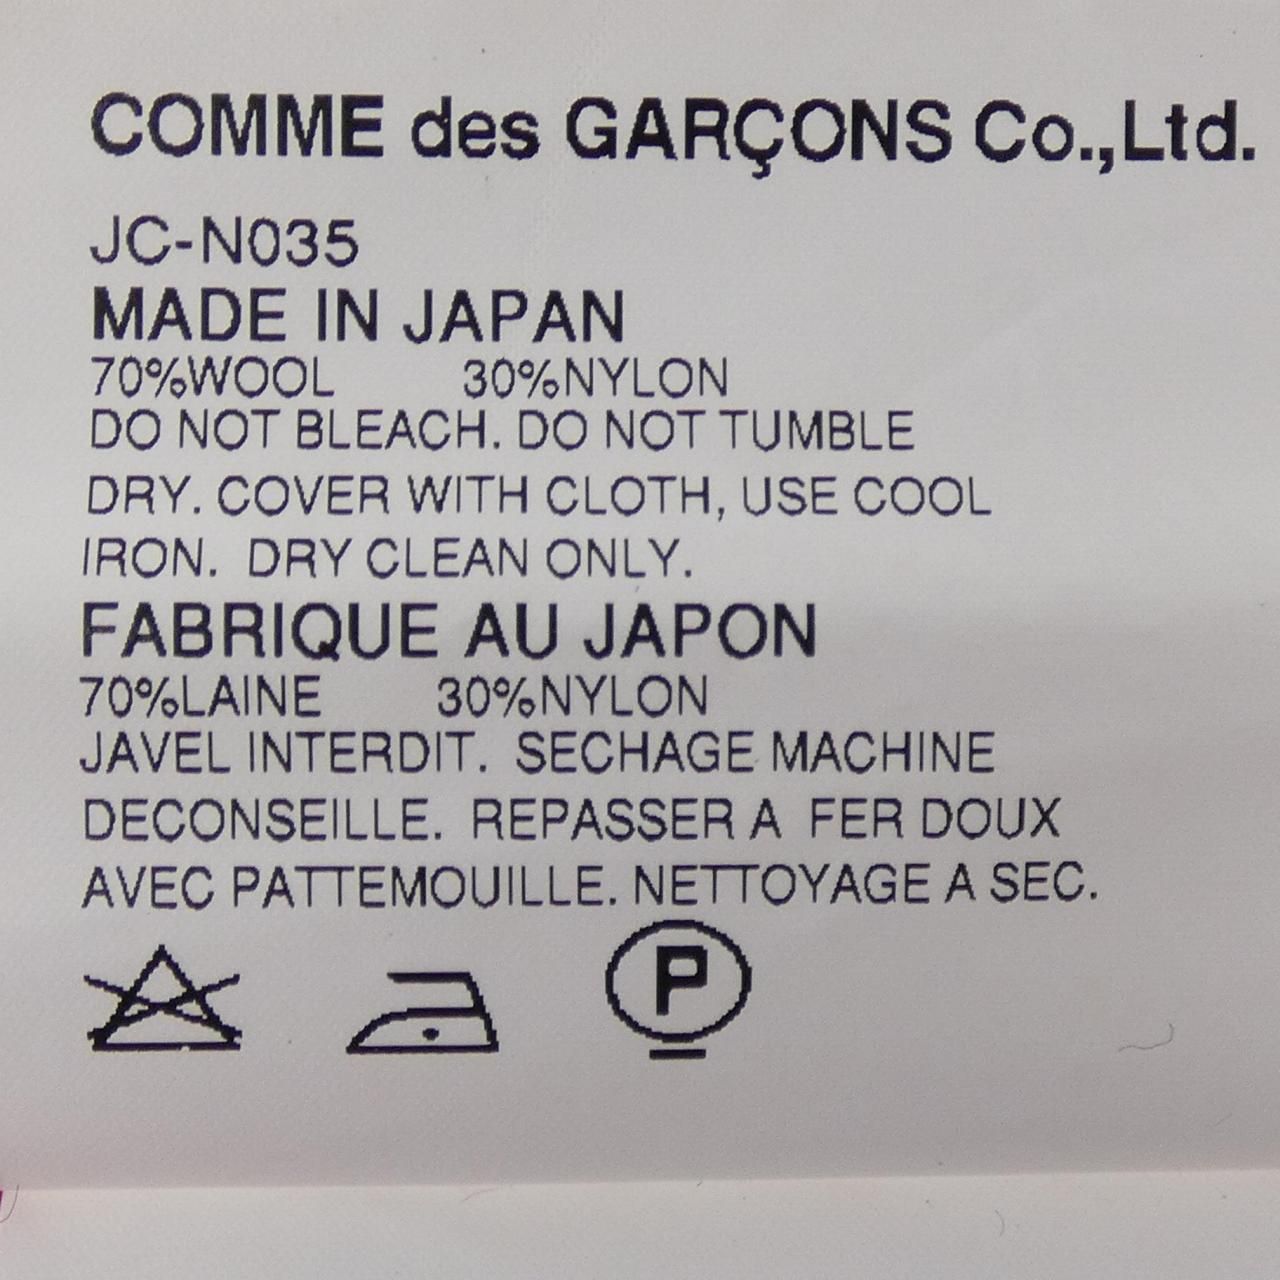 COMME des GARÇONS Co.,Ltd.
JC-N035
MADE IN JAPAN
70%WOOL 30%NYLON
DO NOT BLEACH. DO NOT TUMBLE
DRY. COVER WITH CLOTH, USE COOL
IRON. DRY CLEAN ONLY.
FABRIQUE AU JAPON
70%LAINE 30%NYLON
JAVEL INTERDIT. SECHAGE MACHINE
DECONSEILLE. REPASSER A FER DOUX
AVEC PATTEMOUILLE. NETTOYAGE A SEC.
P